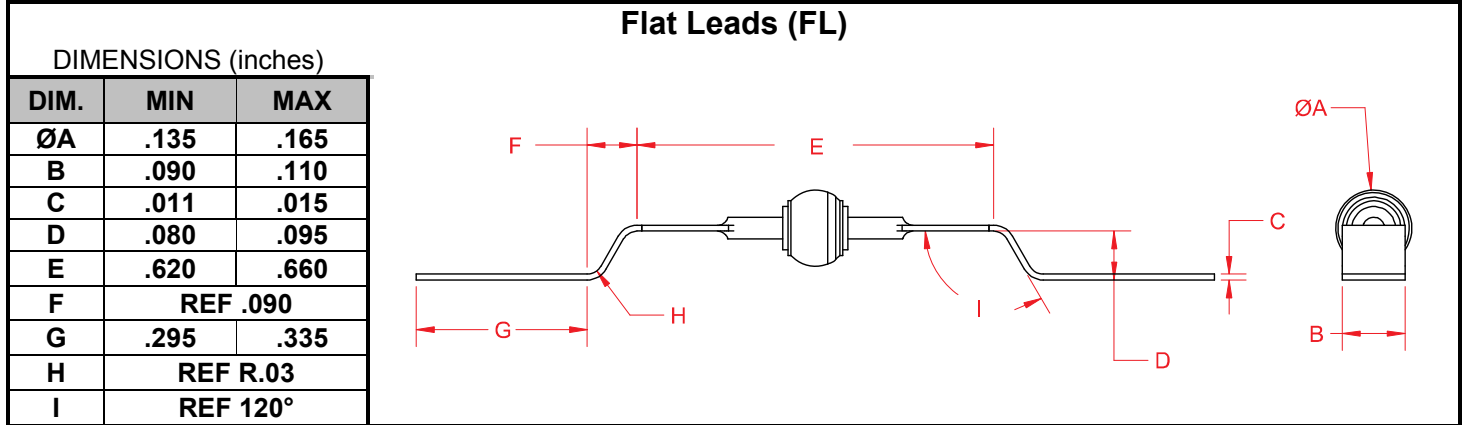 Flat Leads (FL)
DIMENSIONS (inches)
DIM. MIN MAX
ØA .135 .165
B .090 .110
C .011 .015
D .080 .095
E .620 .660
F REF .090
G .295 .335
H REF R.03
I REF 120°
F E ØA
C
I
H
G
D
B